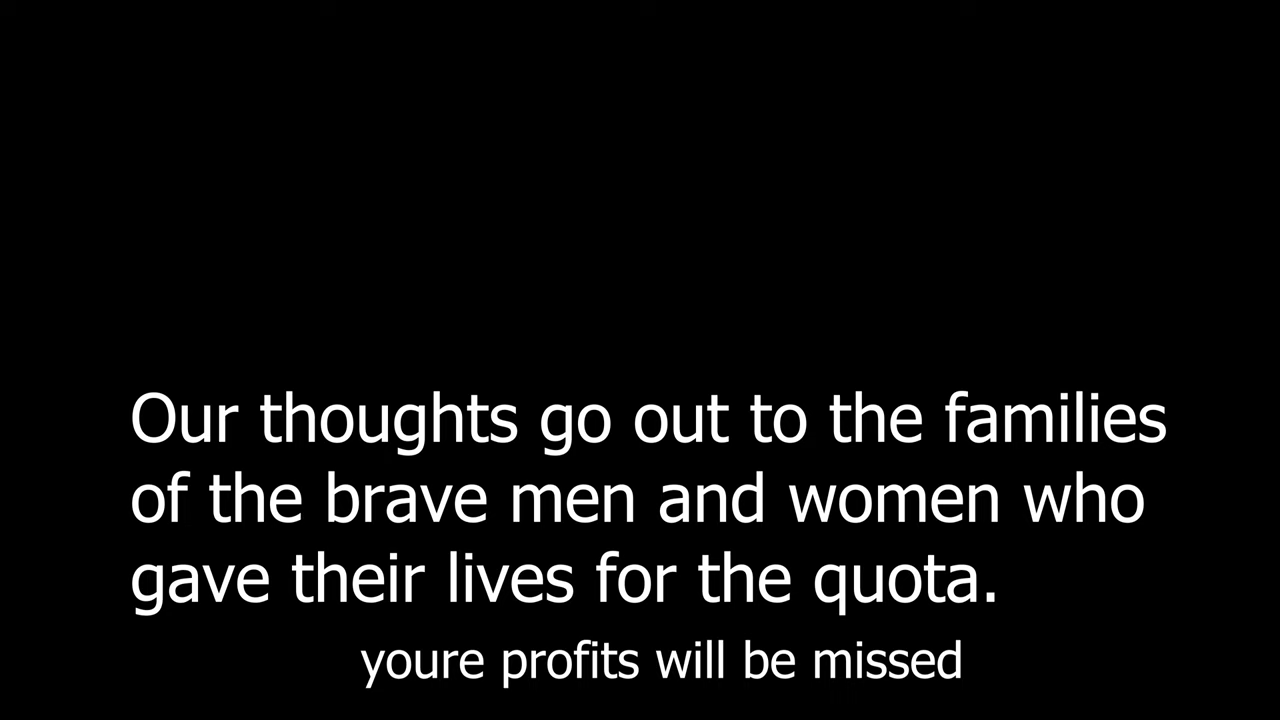 Our thoughts go out to the families
of the brave men and women who
gave their lives for the quota.
youre profits will be missed